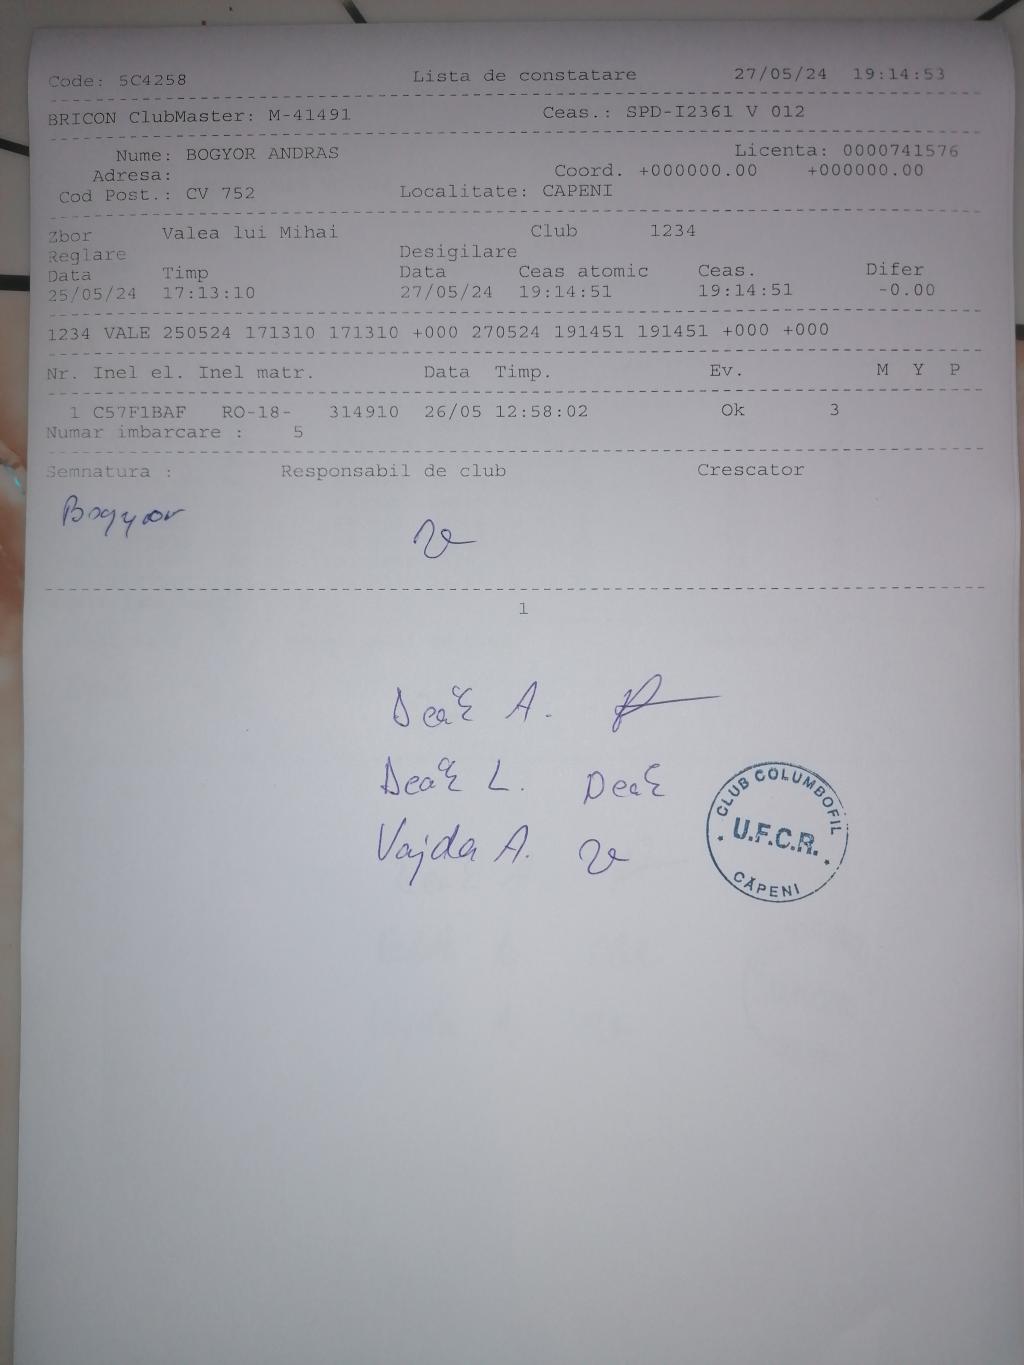 Code: 5C4258 Lista de constatare 27/05/24 19:14:53
BRICON ClubMaster: M-41491 Ceas.: SPD-I2361 V 012
Nume: BOGYOR ANDRAS Licenta: 0000741576
Adresa: Coord. +000000.00 +000000.00
Cod Post.: CV 752 Localitate: CAPENI
Zbor Valea lui Mihai Club 1234
Reglare Desigilare
Data Timp Data Ceas atomic Ceas. Difer
25/05/24 17:13:10 27/05/24 19:14:51 19:14:51 -0.00
1234 VALE 250524 171310 171310 +000 270524 191451 191451 +000 +000
Nr. Inel el. Inel matr. Data Timp. Ev. M Y P
1 C57F1BAF RO-18- 314910 26/05 12:58:02 Ok 3
Numar imbarcare : 5
Semnatura : Responsabil de club Crescator
Bogyor
1
Deák A.
Deák L. Deák
Vajda A.
CLUB COLUMBOFIL
U.F.C.R.
CĂPENI